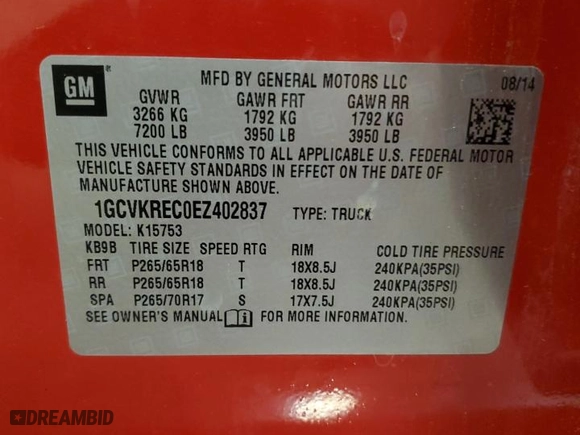 GM ®
MFD BY GENERAL MOTORS LLC 08/14
GVWR GAWR FRT GAWR RR
3266 KG 1792 KG 1792 KG
7200 LB 3950 LB 3950 LB
THIS VEHICLE CONFORMS TO ALL APPLICABLE U.S. FEDERAL MOTOR
VEHICLE SAFETY STANDARDS IN EFFECT ON THE DATE OF
MANUFACTURE SHOWN ABOVE.
1GCVKREC0EZ402837 TYPE: TRUCK
MODEL: K15753
KB9B TIRE SIZE SPEED RTG RIM COLD TIRE PRESSURE
FRT P265/65R18 T 18X8.5J 240KPA(35PSI)
RR P265/65R18 T 18X8.5J 240KPA(35PSI)
SPA P265/70R17 S 17X7.5J 240KPA(35PSI)
SEE OWNER'S MANUAL FOR MORE INFORMATION.
DREAMBID